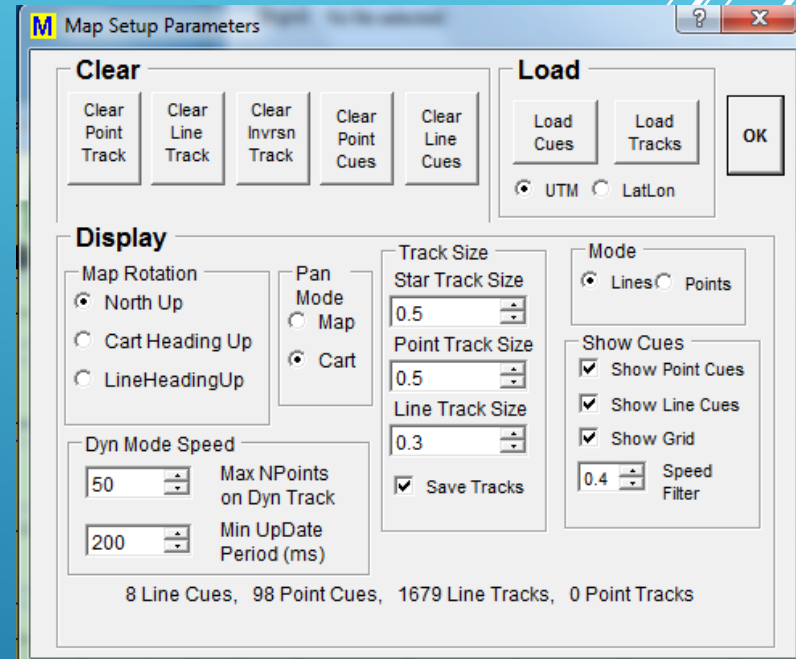 M Map Setup Parameters
?
Clear
Clear Point Track
Clear Line Track
Clear Invrsn Track
Clear Point Cues
Clear Line Cues
Load
Load Cues
Load Tracks
UTM LatLon
OK
Display
Map Rotation
North Up
Cart Heading Up
LineHeadingUp
Pan Mode
Map
Cart
Track Size
Star Track Size
0.5
Point Track Size
0.5
Line Track Size
0.3
Save Tracks
Mode
Lines Points
Show Cues
Show Point Cues
Show Line Cues
Show Grid
0.4 Speed Filter
Dyn Mode Speed
50 Max NPoints on Dyn Track
200 Min UpDate Period (ms)
8 Line Cues, 98 Point Cues, 1679 Line Tracks, 0 Point Tracks